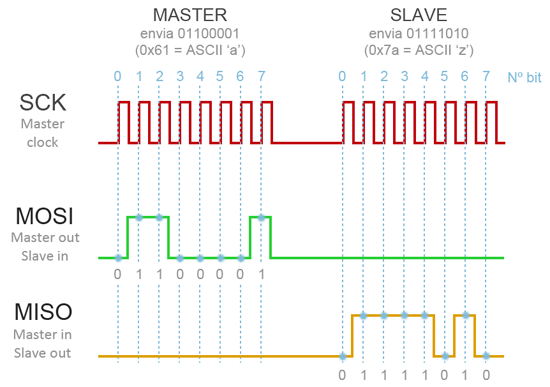 MASTER
envia 01100001
(0x61 = ASCII ‘a’)
SLAVE
envia 01111010
(0x7a = ASCII ‘z’)
0 1 2 3 4 5 6 7
0 1 2 3 4 5 6 7 Nº bit
SCK
Master
clock
MOSI
Master out
Slave in
0 1 1 0 0 0 0 1
MISO
Master in
Slave out
0 1 1 1 1 0 1 0